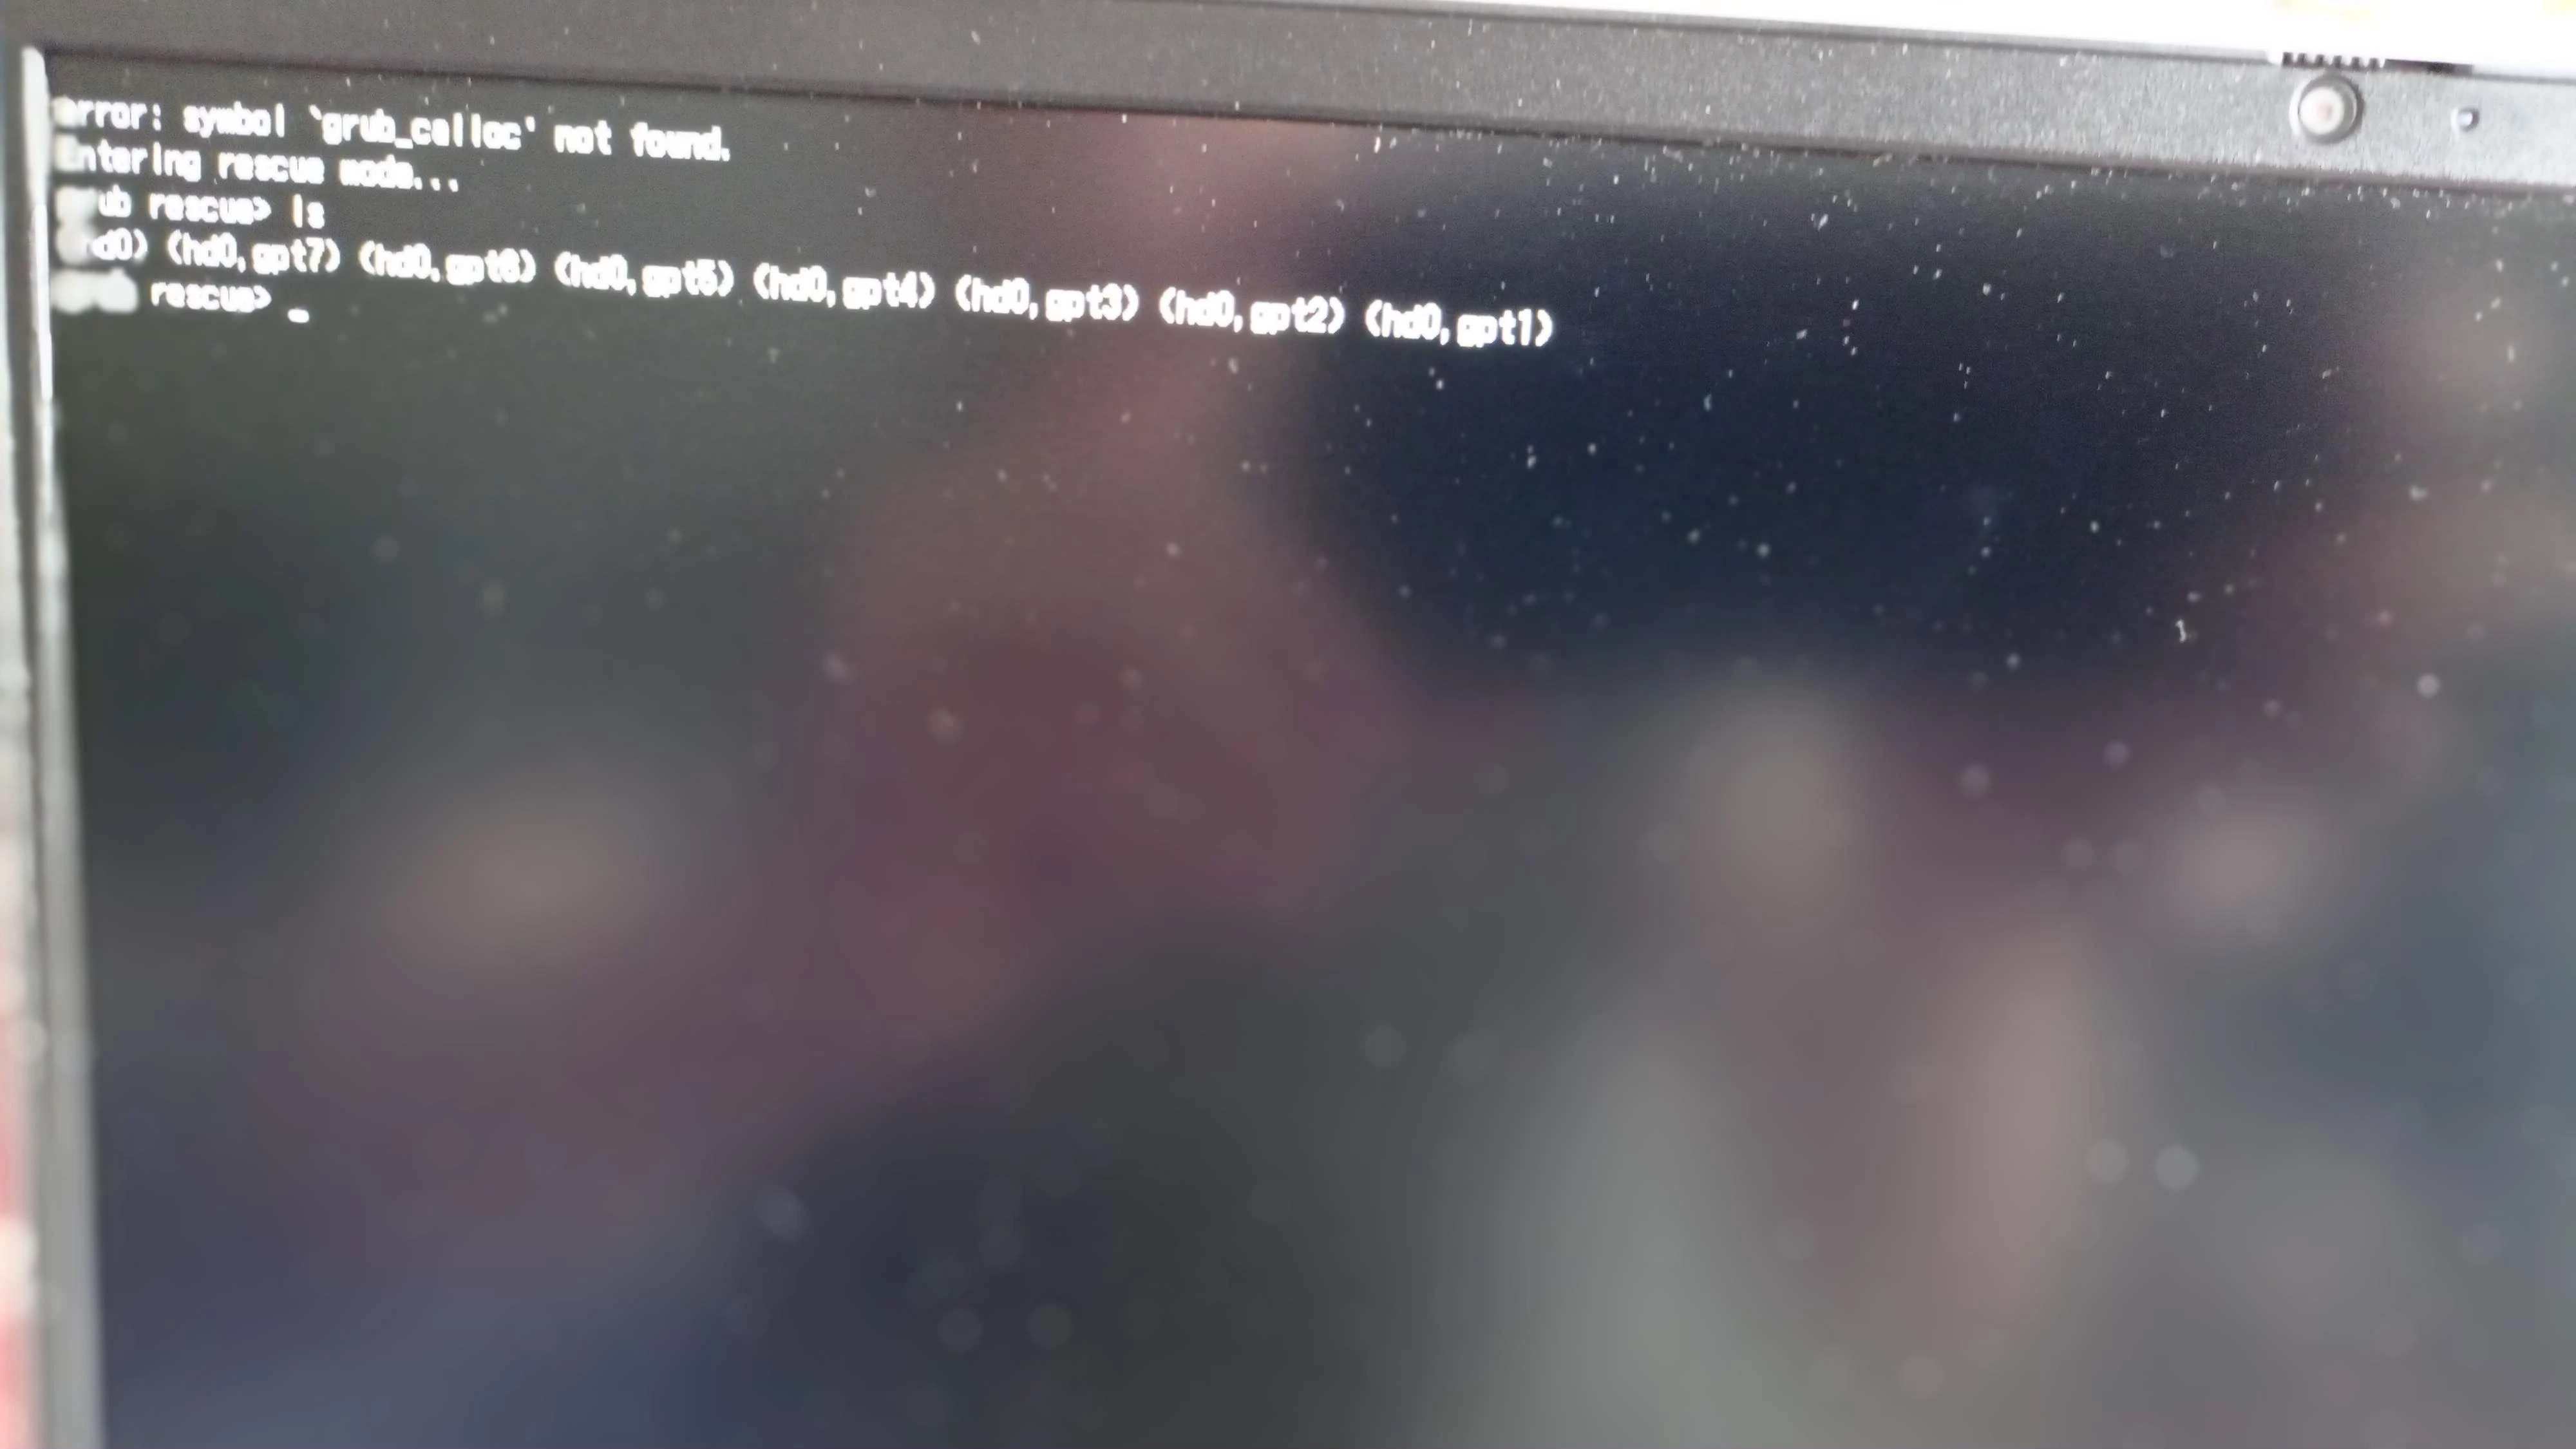 error: symbol `grub_calloc' not found.
Entering rescue mode...
grub rescue> ls
(hd0) (hd0,gpt7) (hd0,gpt6) (hd0,gpt5) (hd0,gpt4) (hd0,gpt3) (hd0,gpt2) (hd0,gpt1)
grub rescue> _